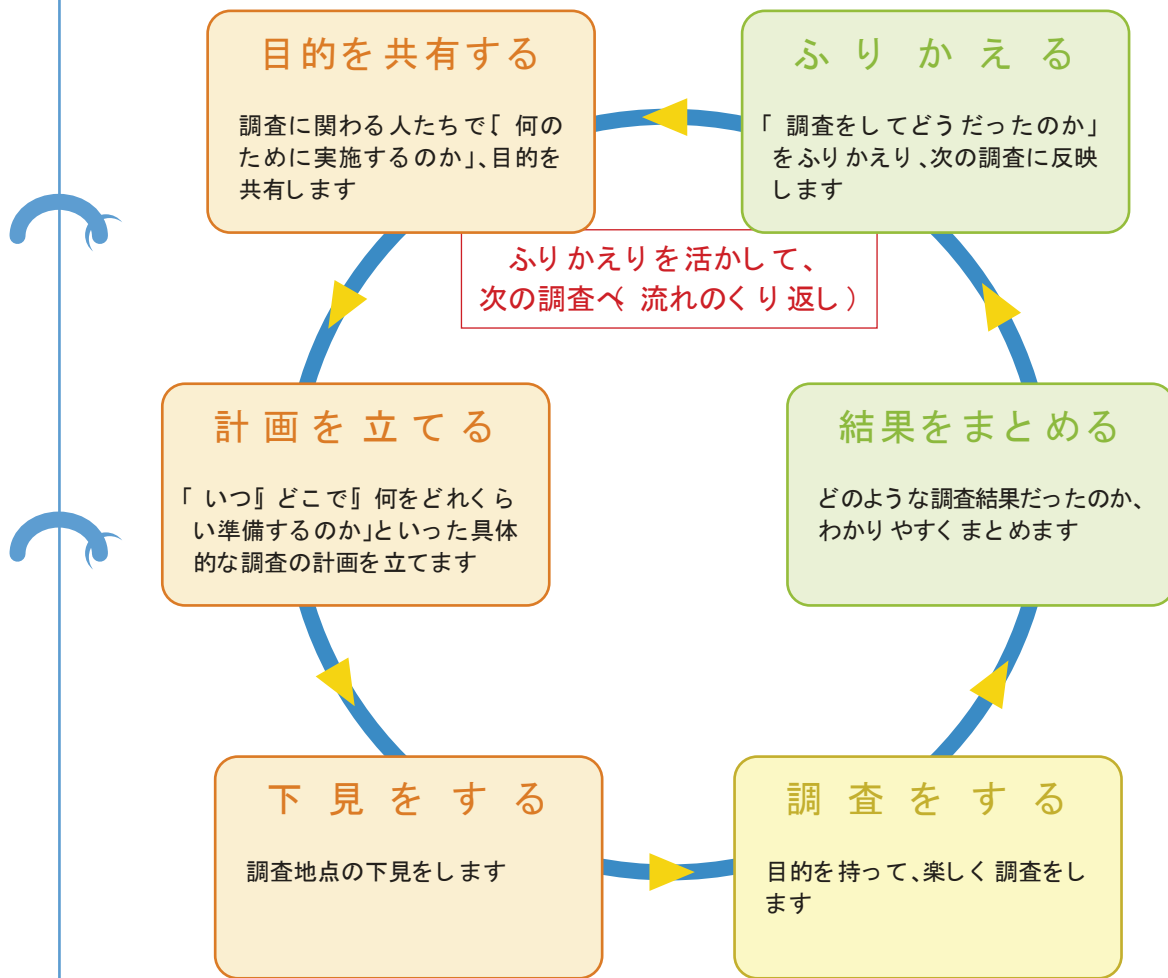 目的を共有する
調査に関わる人たちで「何の
ために実施するのか」、目的を
共有します
ふりかえる
「調査をしてどうだったのか」
をふりかえり、次の調査に反映
します
ふりかえりを活かして、
次の調査へ（流れのくり返し）
計画を立てる
「いつ」「どこで」「何をどれくら
い準備するのか」といった具体
的な調査の計画を立てます
結果をまとめる
どのような調査結果だったのか、
わかりやすくまとめます
下見をする
調査地点の下見をします
調査をする
目的を持って、楽しく調査をし
ます